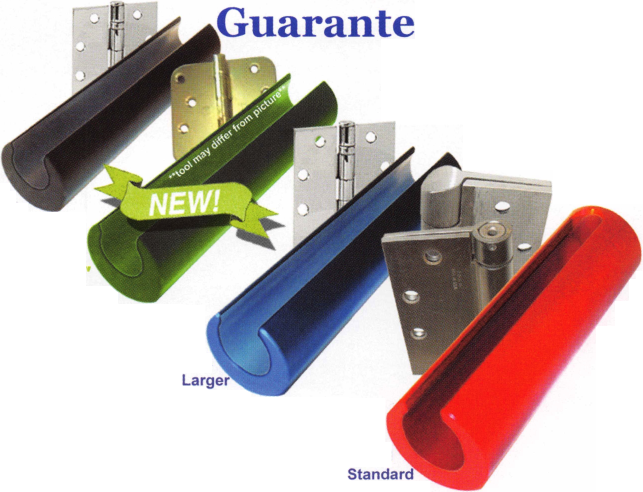 Guarante
**tool may differ from picture**
NEW!
Larger
Standard